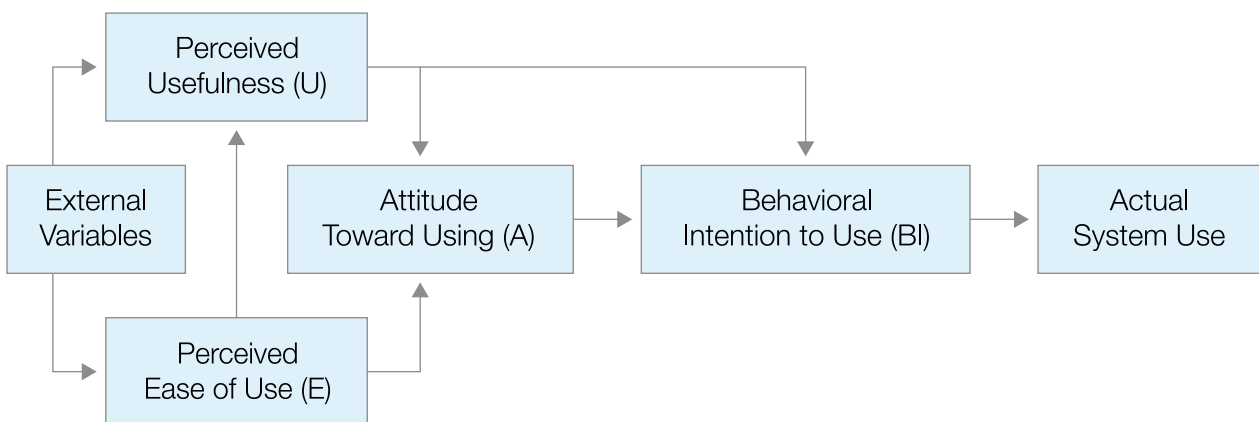 Perceived
Usefulness (U)
External
Variables
Attitude
Toward Using (A)
Behavioral
Intention to Use (BI)
Actual
System Use
Perceived
Ease of Use (E)